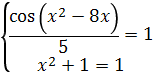 cos(x² − 8x)
5
= 1
x² + 1 = 1